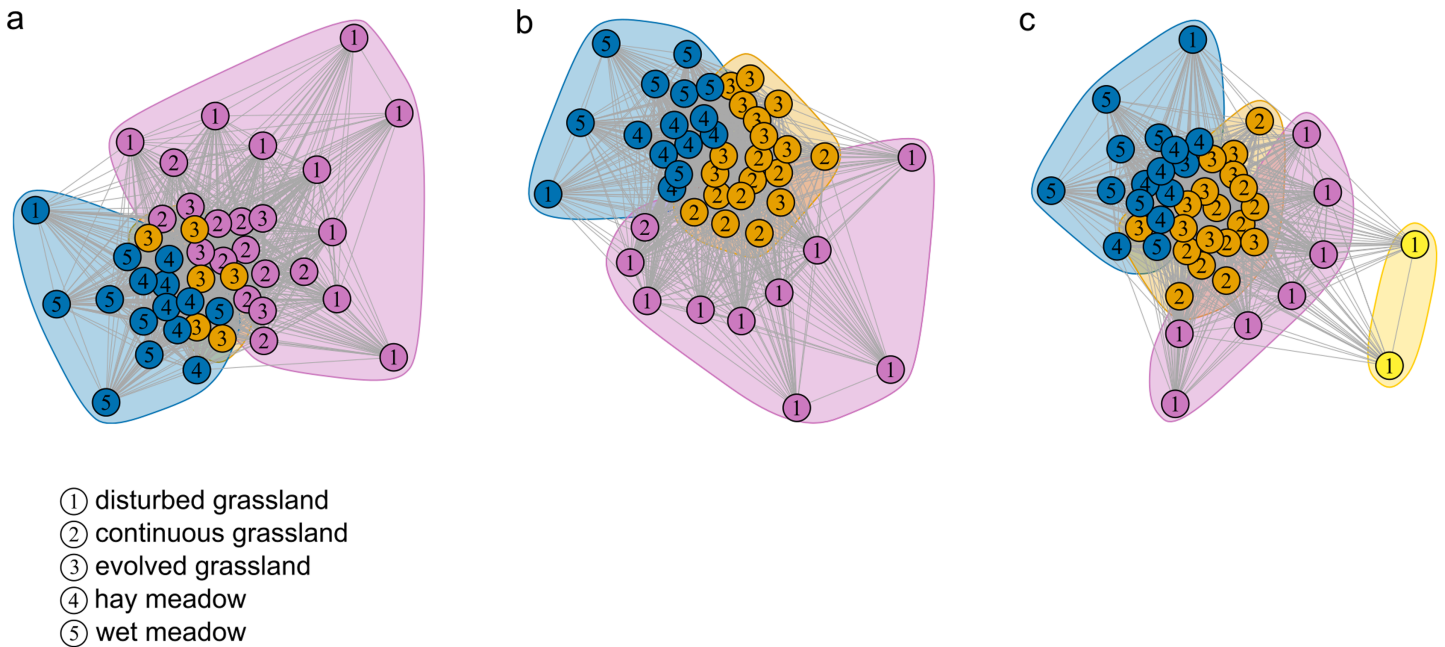 a
b
c
1 disturbed grassland
2 continuous grassland
3 evolved grassland
4 hay meadow
5 wet meadow